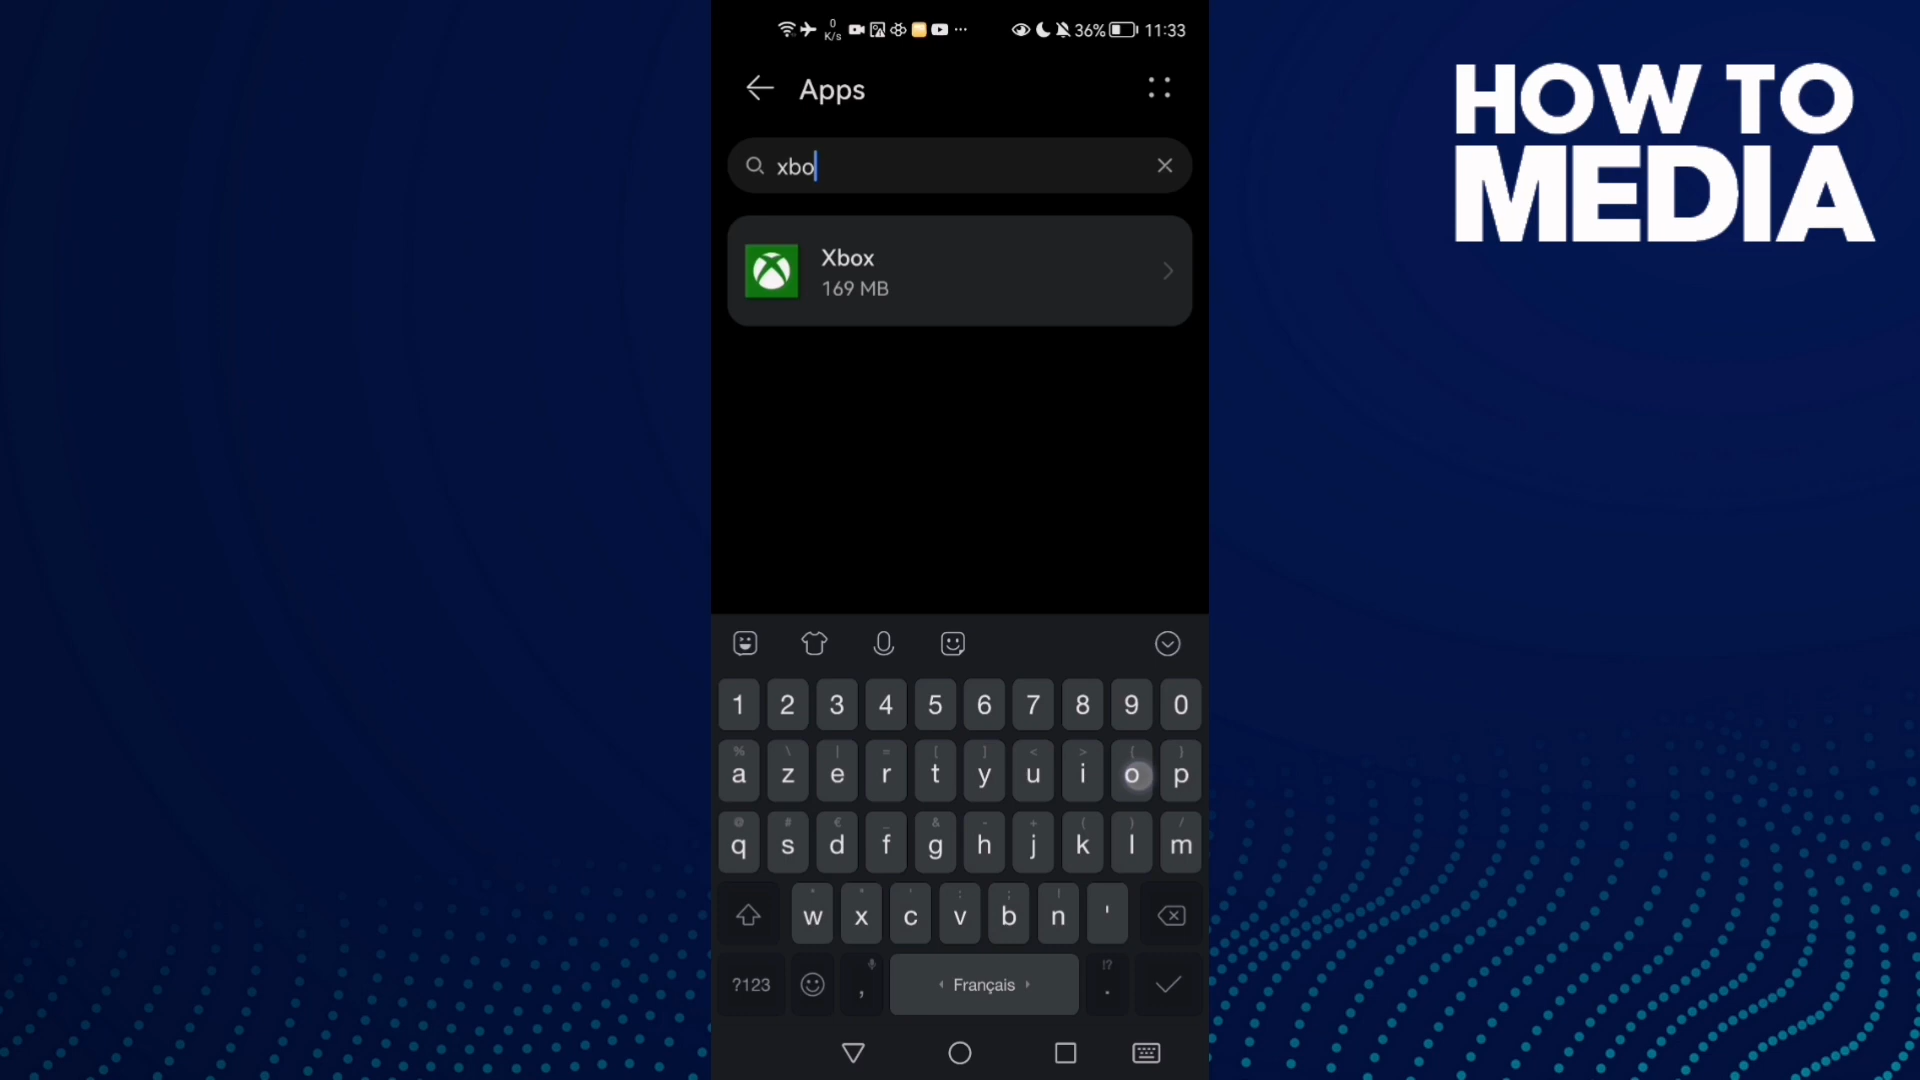 0
K/s
36%
11:33
Apps
HOW TO
MEDIA
xbo
Xbox
169 MB
1 2 3 4 5 6 7 8 9 0
% \ | = [ ] < > { }
a z e r t y u i o p
@ # € _ & - + ( ) /
q s d f g h j k l m
w x c v b n '
?123 , Français !? .